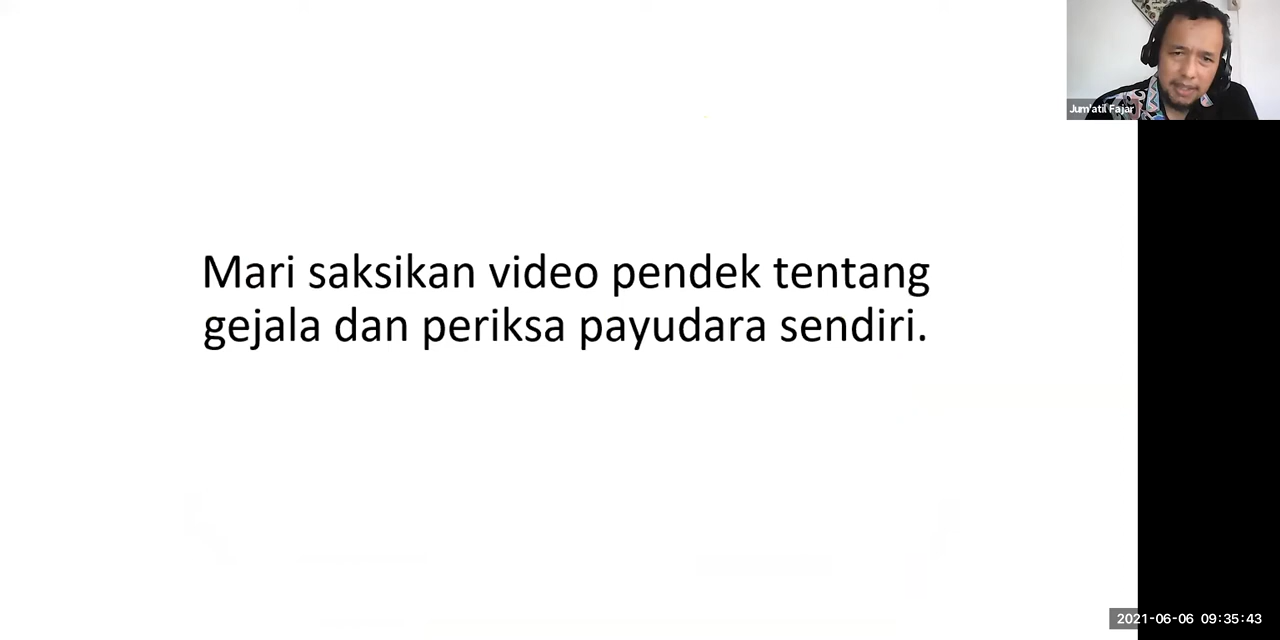 Jum'atil Fajar
Mari saksikan video pendek tentang
gejala dan periksa payudara sendiri.
2021-06-06 09:35:43